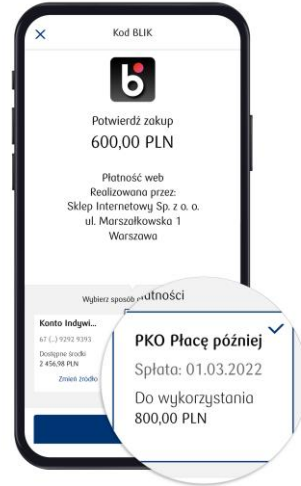 Kod BLIK
b
Potwierdź zakup
600,00 PLN
Płatność web
Realizowana przez:
Sklep Internetowy Sp. z o. o.
ul. Marszałkowska 1
Warszawa
Wybierz sposób płatności
Konto Indywi...
67 (..) 9292 9393
Dostępne środki
2 456,98 PLN
Zmień źródło
PKO Płacę później
Spłata: 01.03.2022
Do wykorzystania
800,00 PLN